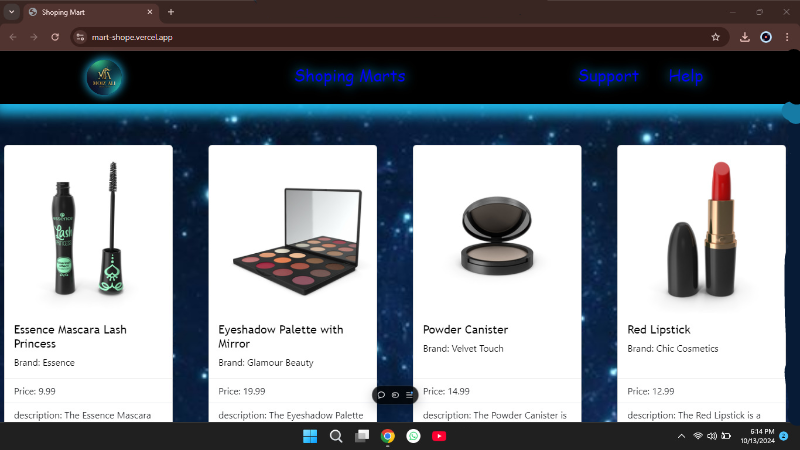 Shoping Mart
mart-shope.vercel.app
Shoping Marts
Support
Help
essence
Lash
PRINCESS
Essence Mascara Lash
Princess
Brand: Essence
Price: 9.99
description: The Essence Mascara
Eyeshadow Palette with
Mirror
Brand: Glamour Beauty
Price: 19.99
description: The Eyeshadow Palette
Powder Canister
Brand: Velvet Touch
Price: 14.99
description: The Powder Canister is
Red Lipstick
Brand: Chic Cosmetics
Price: 12.99
description: The Red Lipstick is a
6:14 PM
10/13/2024